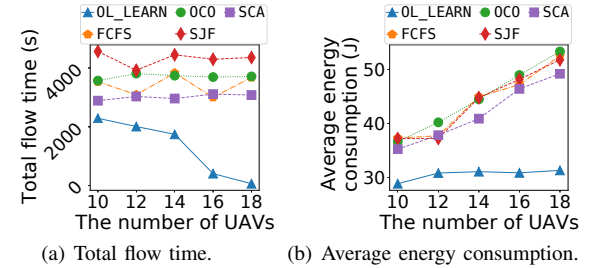 OL_LEARN OCO SCA
FCFS SJF
Total flow time (s)
4000
2000
0
10 12 14 16 18
The number of UAVs
(a) Total flow time.
OL_LEARN OCO SCA
FCFS SJF
Average energy
consumption (J)
50
40
30
10 12 14 16 18
The number of UAVs
(b) Average energy consumption.